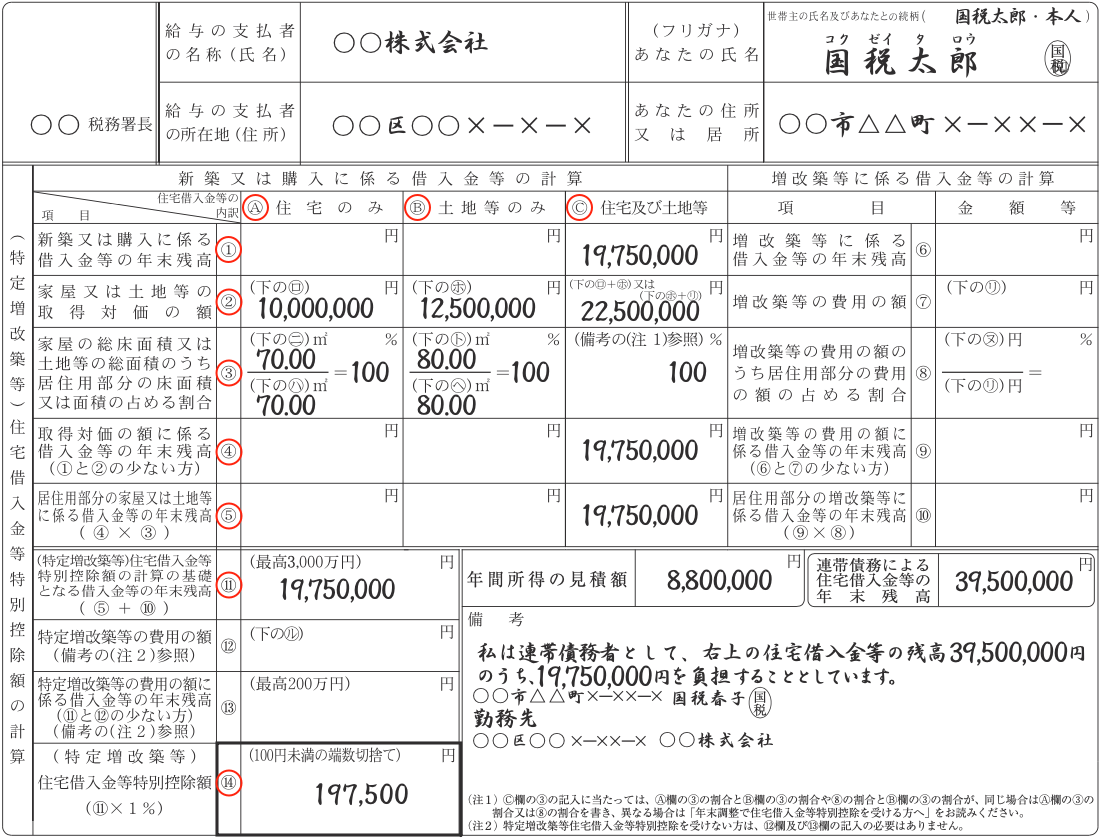 給与の支払者
の名称(氏名)
〇〇株式会社
(フリガナ)
あなたの氏名
世帯主の氏名及びあなたとの続柄( 国税太郎・本人 )
コク ゼイ タ ロウ
国税太郎
国税
〇〇 税務署長
給与の支払者
の所在地(住所)
〇〇区〇〇×ー×ー×
あなたの住所
又は居所
〇〇市△△町×ー××ー×
(特定増改築等)住宅借入金等特別控除額の計算
新築又は購入に係る借入金等の計算
増改築等に係る借入金等の計算
住宅借入金等の
内訳
項目
Ⓐ 住宅のみ
Ⓑ 土地等のみ
Ⓒ 住宅及び土地等
項目
金額等
新築又は購入に係る
借入金等の年末残高
①
円
円
円
19,750,000
増改築等に係る
借入金等の年末残高
⑥
円
家屋又は土地等の
取得対価の額
②
(下の㋺) 円
10,000,000
(下の㋭) 円
12,500,000
(下の㋺+㋭)又は
(下の㋭+㋷) 円
22,500,000
増改築等の費用の額
⑦
(下の㋷) 円
家屋の総床面積又は
土地等の総面積のうち
居住用部分の床面積
又は面積の占める割合
③
(下の㋥)㎡ %
70.00
(下の㋩)㎡ =100
70.00
(下の㋣)㎡ %
80.00
(下の㋬)㎡ =100
80.00
(備考の(注1)参照) %
100
増改築等の費用の額の
うち居住用部分の費用
の額の占める割合
⑧
(下の㋦)円 %
(下の㋷)円 =
取得対価の額に係る
借入金等の年末残高
(①と②の少ない方)
④
円
円
円
19,750,000
増改築等の費用の額に
係る借入金等の年末残高
(⑥と⑦の少ない方)
⑨
円
居住用部分の家屋又は土地等
に係る借入金等の年末残高
(④×③)
⑤
円
円
円
19,750,000
居住用部分の増改築等に
係る借入金等の年末残高
(⑨×⑧)
⑩
円
(特定増改築等)住宅借入金等
特別控除額の計算の基礎
となる借入金等の年末残高
(⑤+⑩)
⑪
(最高3,000万円) 円
19,750,000
年間所得の見積額
8,800,000 円
連帯債務による
住宅借入金等の
年末残高
39,500,000 円
特定増改築等の費用の額
(備考の(注2)参照)
⑫
(下の㋸) 円
特定増改築等の費用の額に
係る借入金等の年末残高
(⑪と⑫の少ない方)
(備考の(注2)参照)
⑬
(最高200万円) 円
(特定増改築等)
住宅借入金等特別控除額
(⑪×1%)
⑭
(100円未満の端数切捨て) 円
197,500
備考
私は連帯債務者として、右上の住宅借入金等の残高39,500,000円
のうち、19,750,000円を負担することとしています。
〇〇市△△町×ー××ー× 国税春子 国税
勤務先
〇〇区〇〇 ×ー××ー× 〇〇株式会社
(注1)Ⓒ欄の③の記入に当たっては、Ⓐ欄の③の割合とⒷ欄の③の割合や⑧の割合とⒷ欄の③の割合が、同じ場合はⒶ欄の③の
割合又は⑧の割合を書き、異なる場合は「年末調整で住宅借入金等特別控除を受ける方へ」をお読みください。
(注2)特定増改築等住宅借入金等特別控除を受けない方は、⑫欄及び⑬欄の記入の必要はありません。